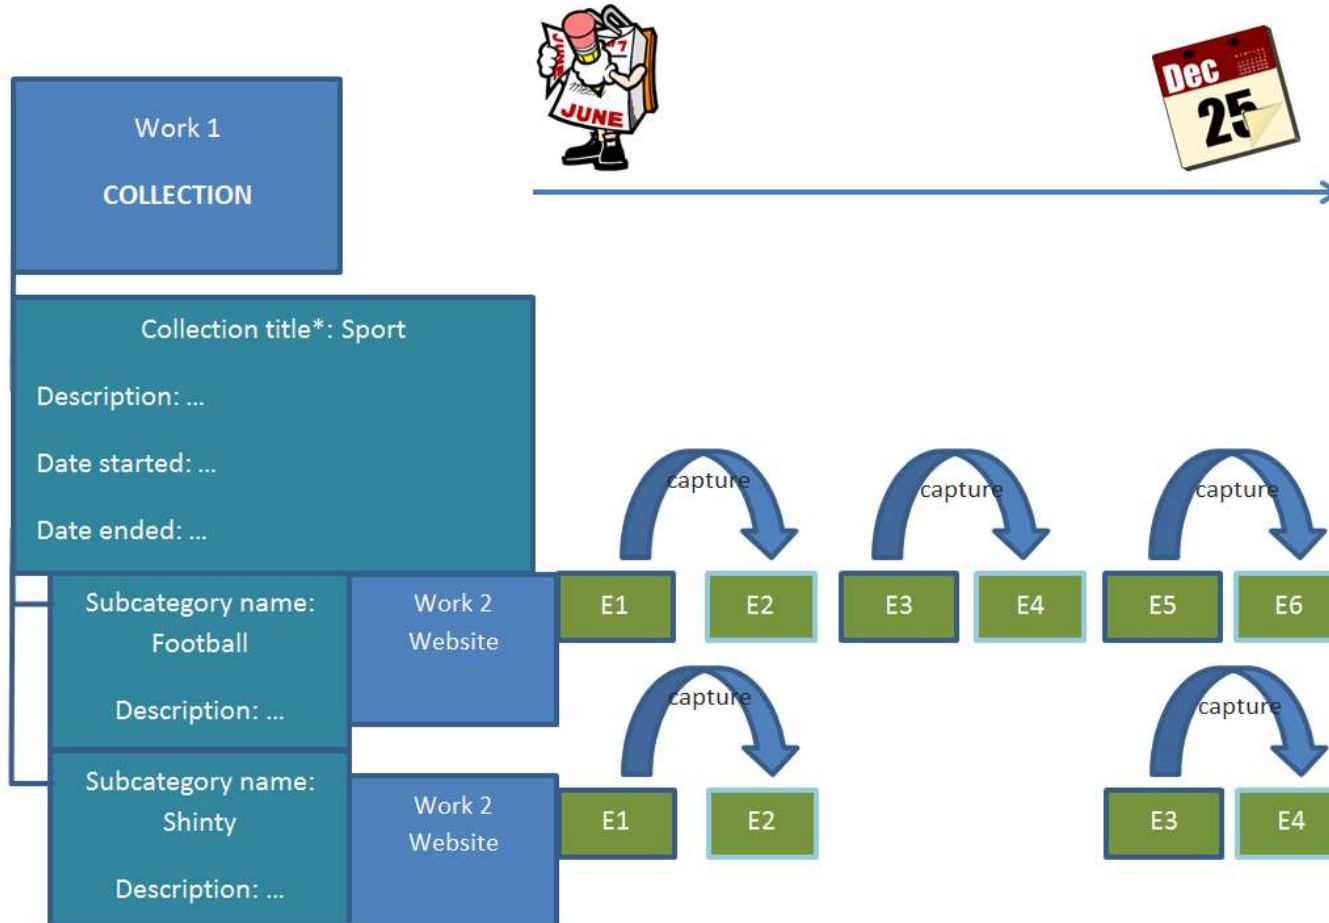 JUNE
17
JUNE
Dec
25
Work 1
COLLECTION
Collection title*: Sport
Description: ...
Date started: ...
Date ended: ...
capture
capture
capture
Subcategory name:
Football
Description: ...
Work 2
Website
E1
E2
E3
E4
E5
E6
capture
capture
Subcategory name:
Shinty
Description: ...
Work 2
Website
E1
E2
E3
E4